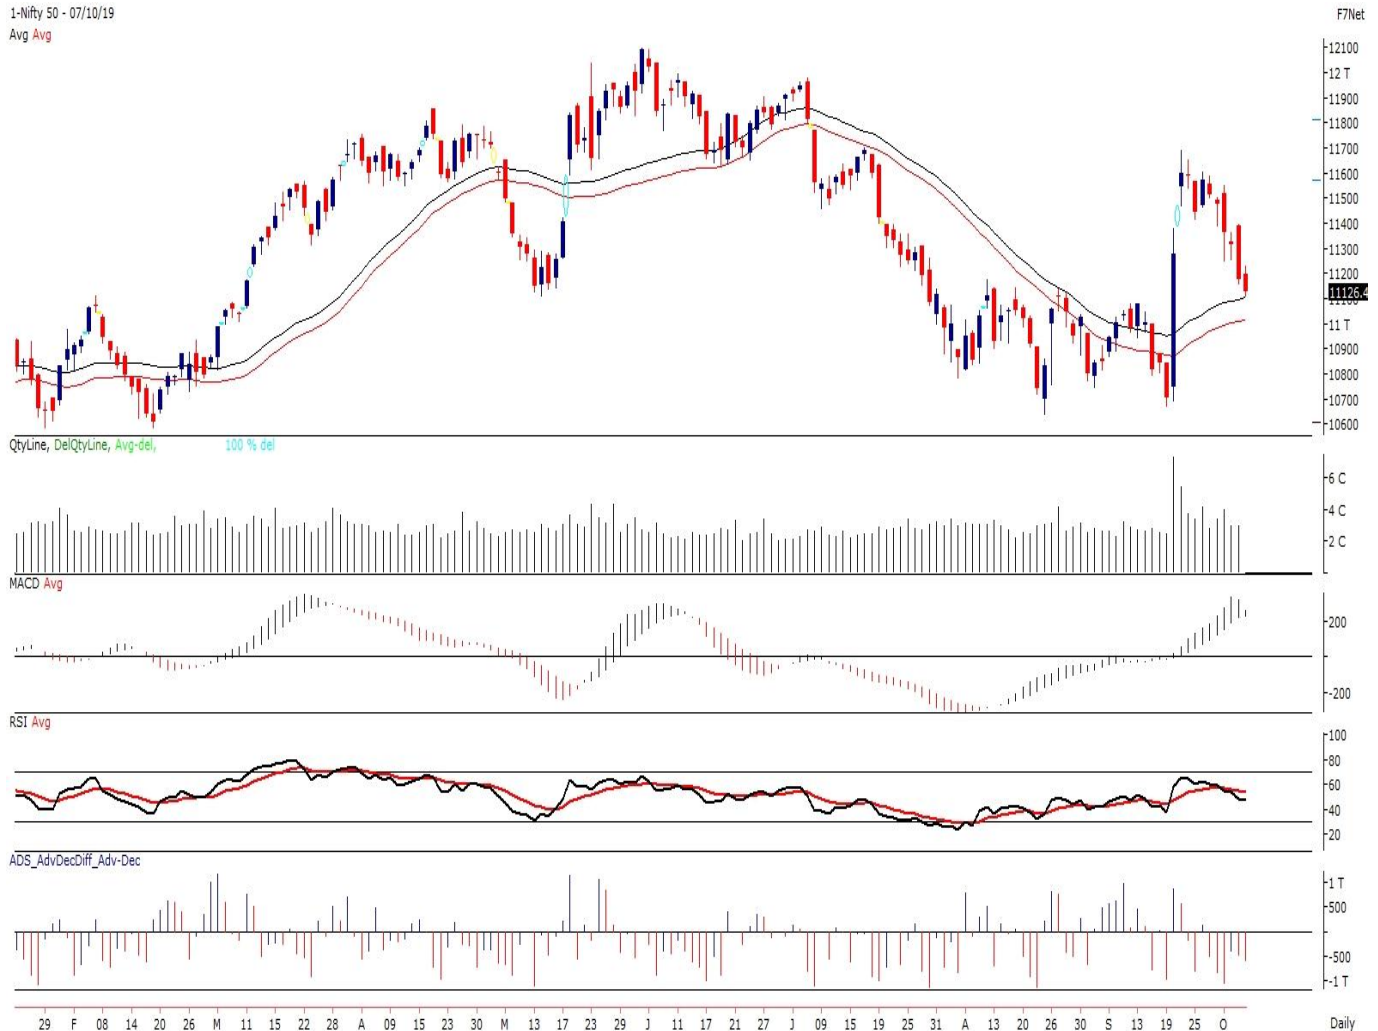 1-Nifty 50 - 07/10/19 F7Net
Avg Avg
12100
12 T
11900
11800
11700
11600
11500
11400
11300
11200
11126.4
11 T
10900
10800
10700
10600
QtyLine, DelQtyLine, Avg-del, 100 % del
6 C
4 C
2 C
MACD Avg
200
-200
RSI Avg
100
80
60
40
20
ADS_AdvDecDiff_Adv-Dec
1 T
500
-500
-1 T
29 F 08 14 20 26 M 11 15 22 28 A 09 15 23 M 13 17 23 29 J 11 17 21 27 J 09 15 19 25 31 A 13 20 26 30 S 13 19 25 O Daily